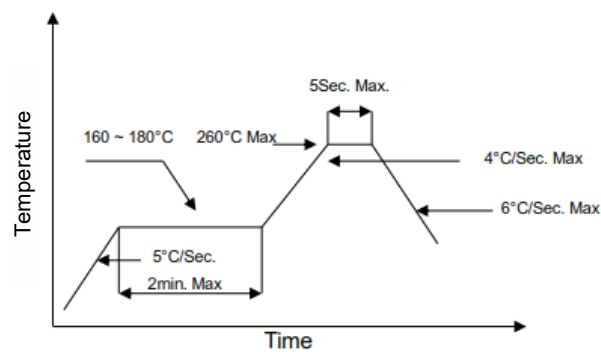 5Sec. Max.
160 ~ 180°C
260°C Max
4°C/Sec. Max
6°C/Sec. Max
5°C/Sec.
2min. Max
Temperature
Time